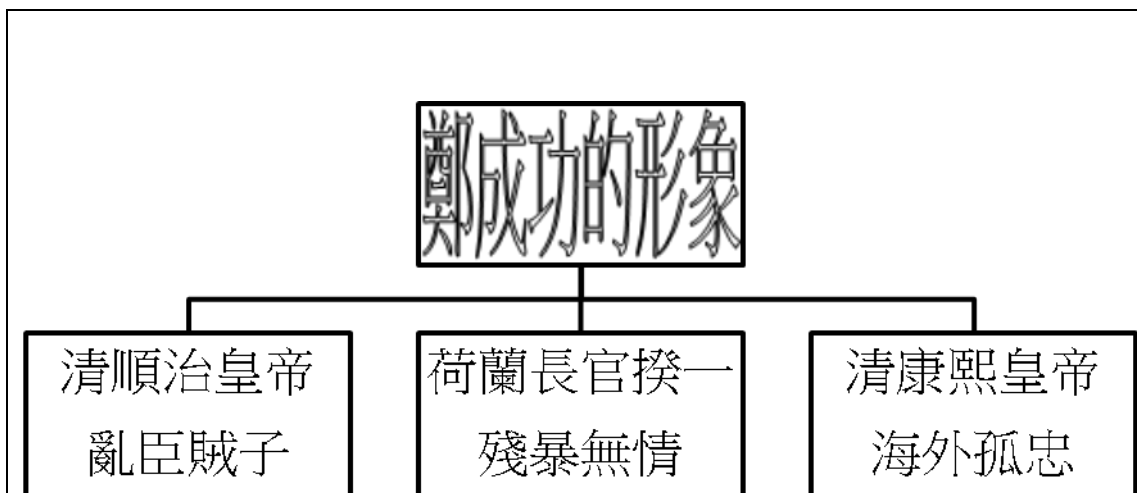 鄭成功的形象
清順治皇帝
亂臣賊子
荷蘭長官揆一
殘暴無情
清康熙皇帝
海外孤忠